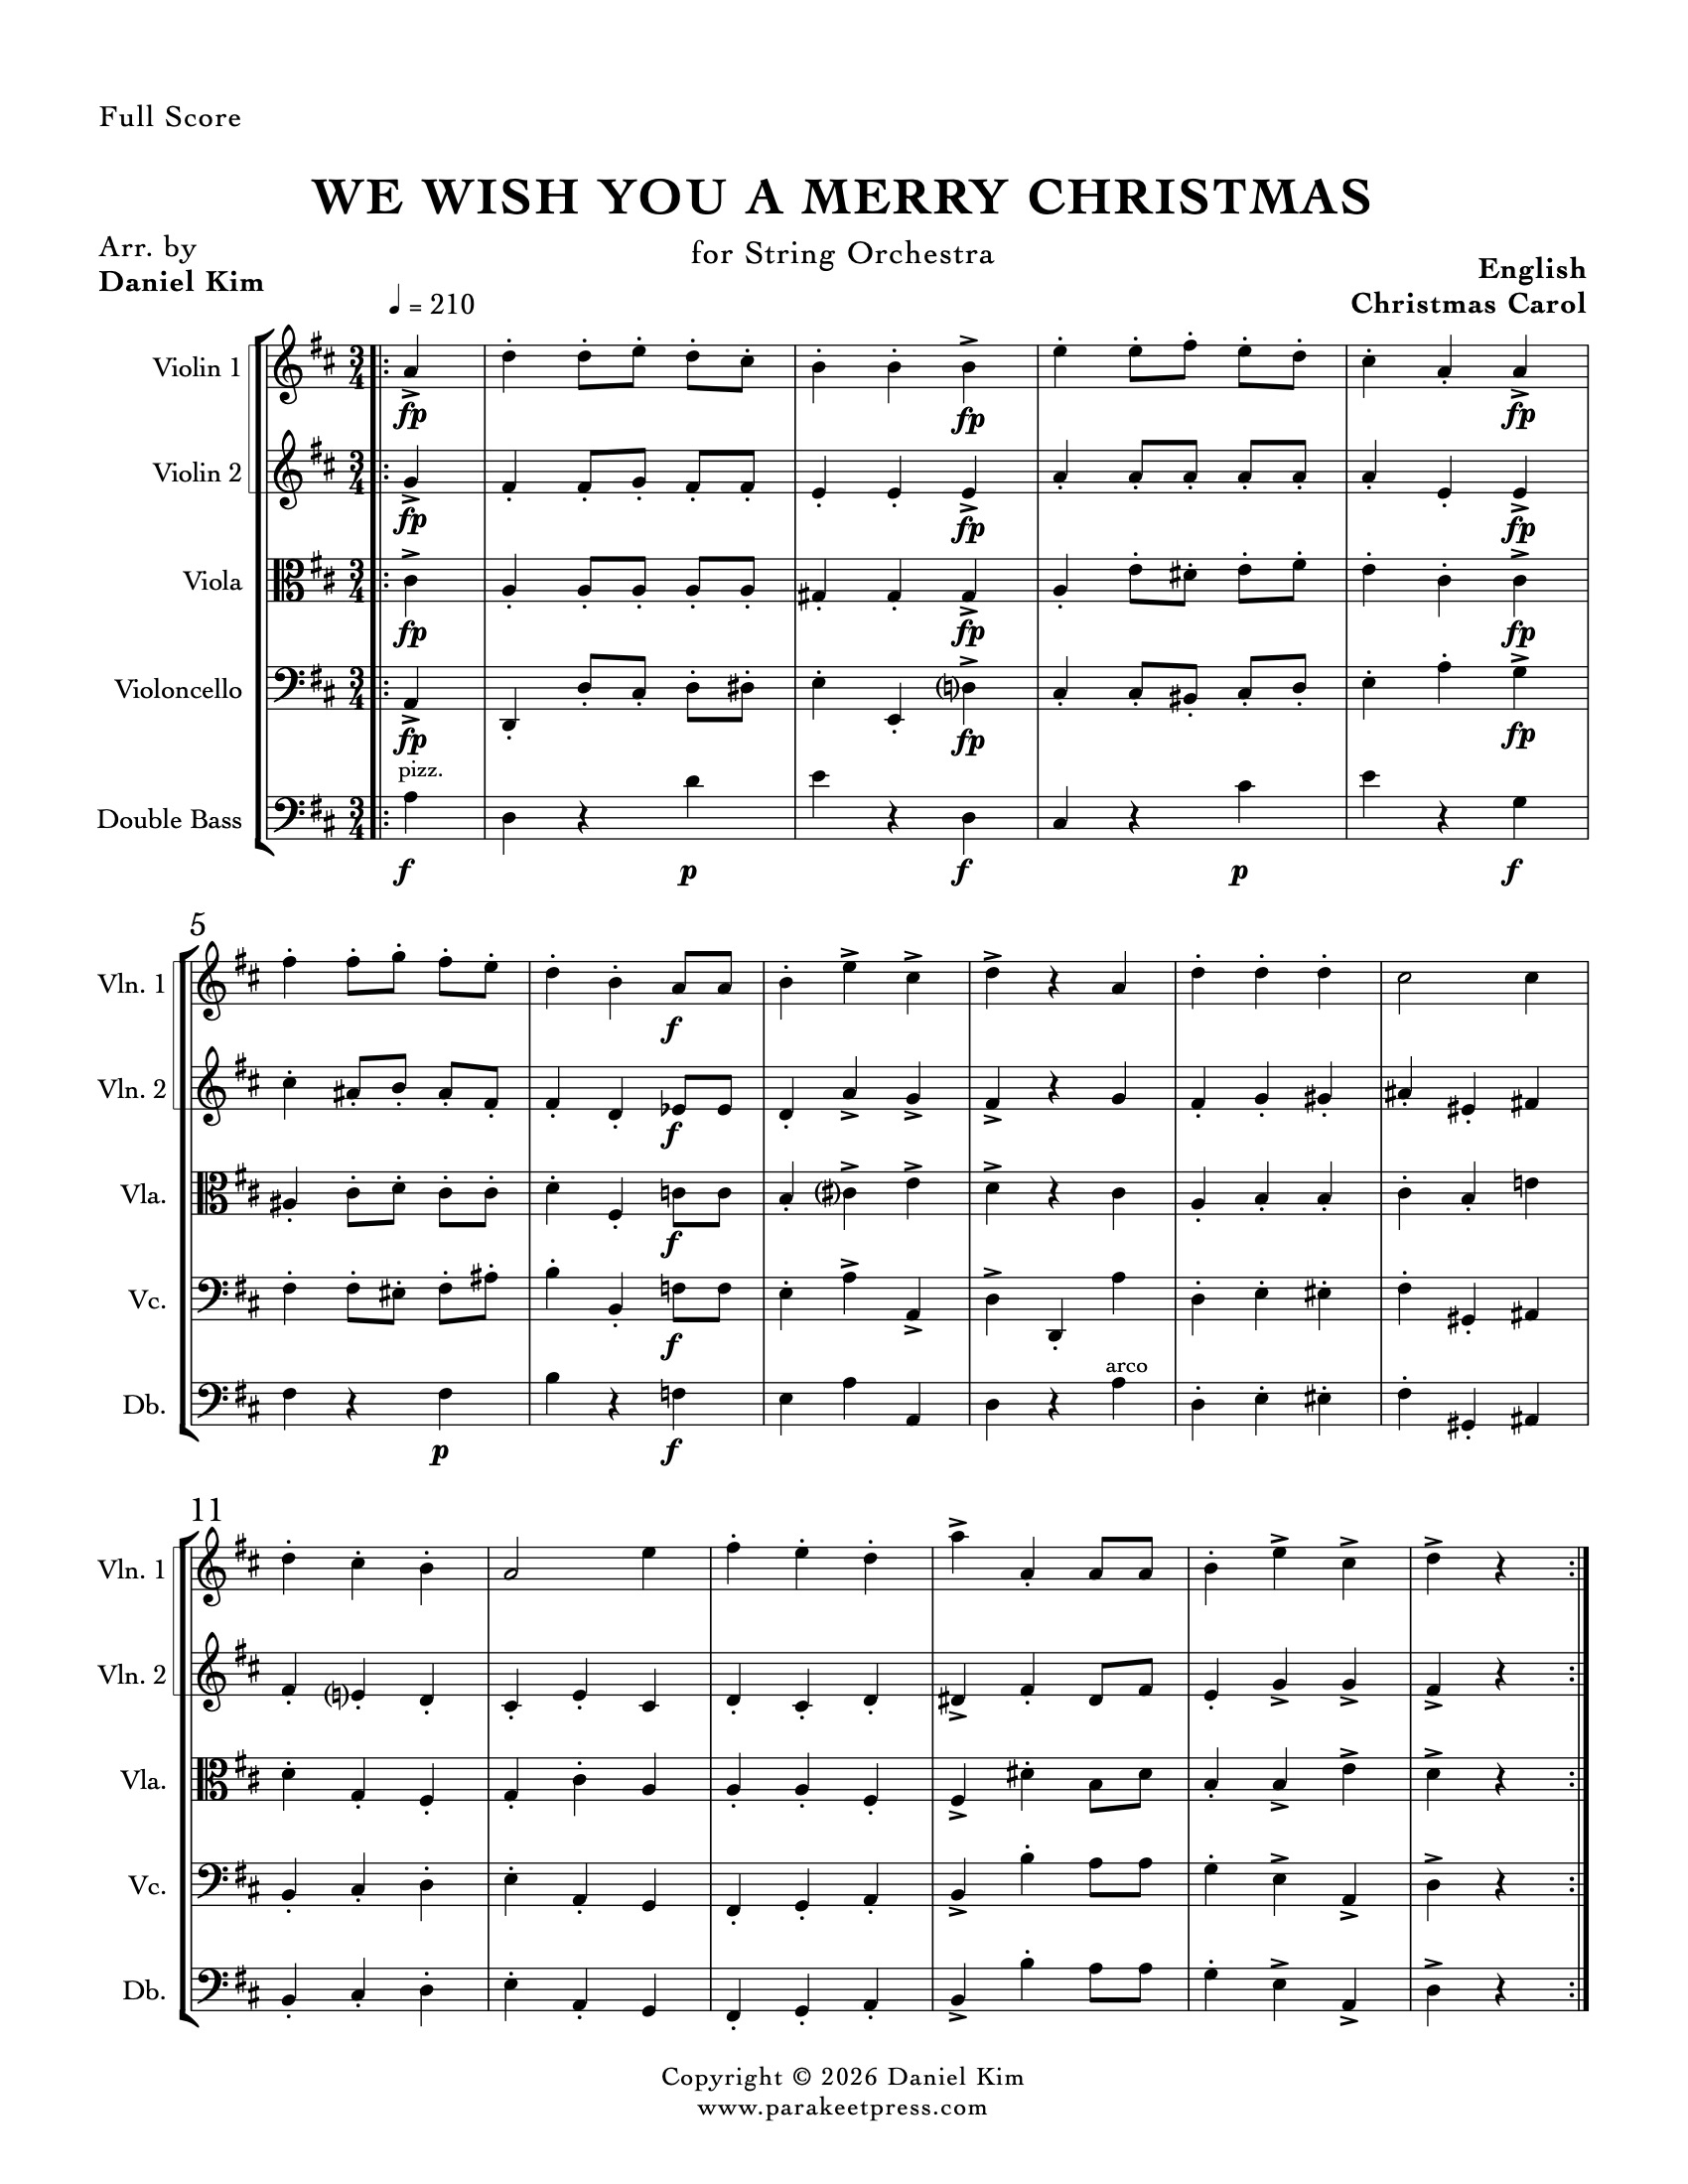 Full Score
WE WISH YOU A MERRY CHRISTMAS
for String Orchestra
Arr. by
Daniel Kim
English
Christmas Carol
♩ = 210
Violin 1
fp fp fp
Violin 2
fp fp fp
Viola
fp fp fp
Violoncello
fp fp fp
pizz.
Double Bass
f p f p f
5
Vln. 1
f
Vln. 2
f
Vla.
f
Vc.
f
arco
Db.
p f
11
Vln. 1
Vln. 2
Vla.
Vc.
Db.
Copyright © 2026 Daniel Kim
www.parakeetpress.com